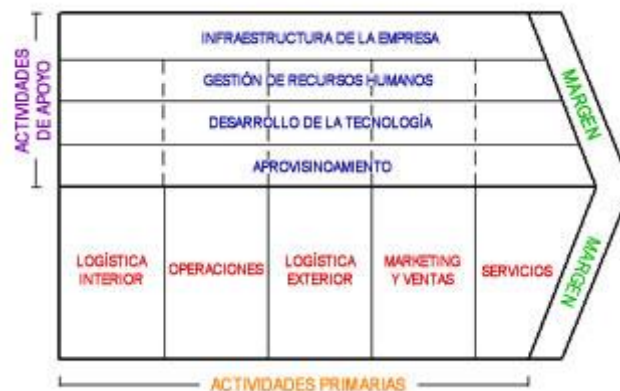 ACTIVIDADES
DE APOYO
INFRAESTRUCTURA DE LA EMPRESA
GESTIÓN DE RECURSOS HUMANOS
DESARROLLO DE LA TECNOLOGÍA
APROVISINOAMIENTO
MARGEN
LOGÍSTICA
INTERIOR
OPERACIONES
LOGÍSTICA
EXTERIOR
MARKETING
Y VENTAS
SERVICIOS
MARGEN
ACTIVIDADES PRIMARIAS